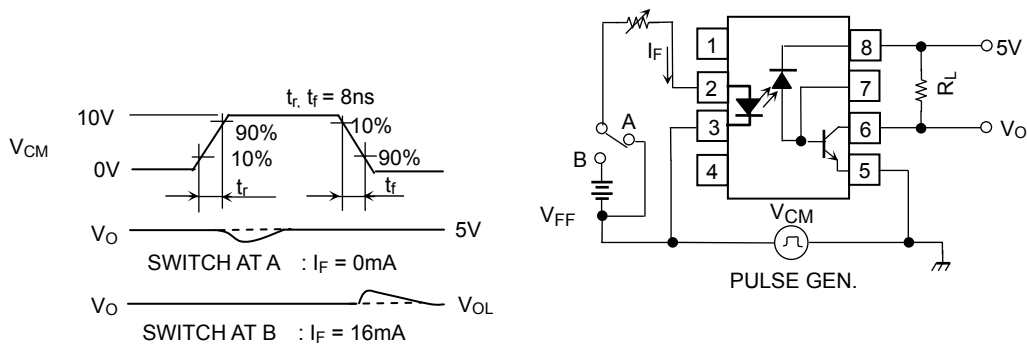 t_r, t_f = 8ns
10V
90%
10%
V_CM
0V
10%
90%
t_r
t_f
V_O
5V
SWITCH AT A : I_F = 0mA
V_O
V_OL
SWITCH AT B : I_F = 16mA
I_F
1
2
3
4
8
7
6
5
5V
R_L
V_O
A
B
V_FF
V_CM
PULSE GEN.